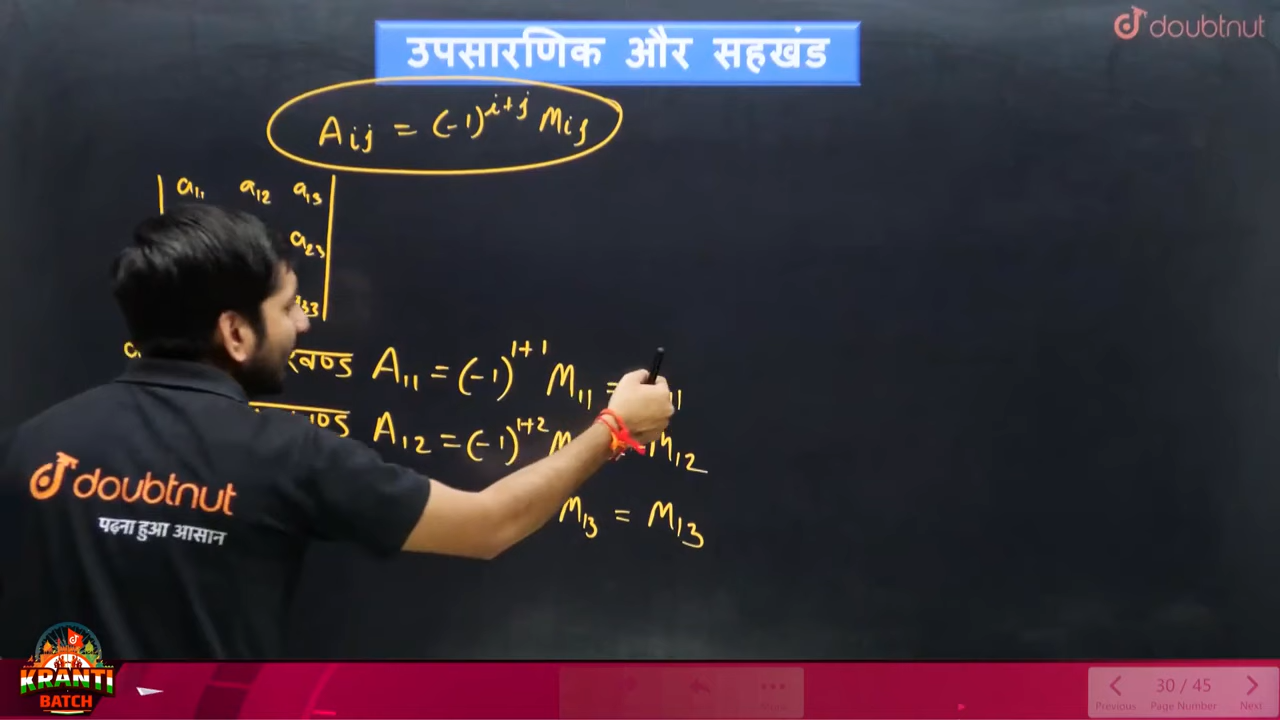 doubtnut
उपसारणिक और सहखंड
Aij = (-1)^i+j Mij
a11 a12 a13
a23
A11 = (-1)^1+1 M11 =
A12 = (-1)^1+2
M12
M13 = M13
doubtnut
पढ़ना हुआ आसान
KRANTI
BATCH
30 / 45
Previous Page Number Next